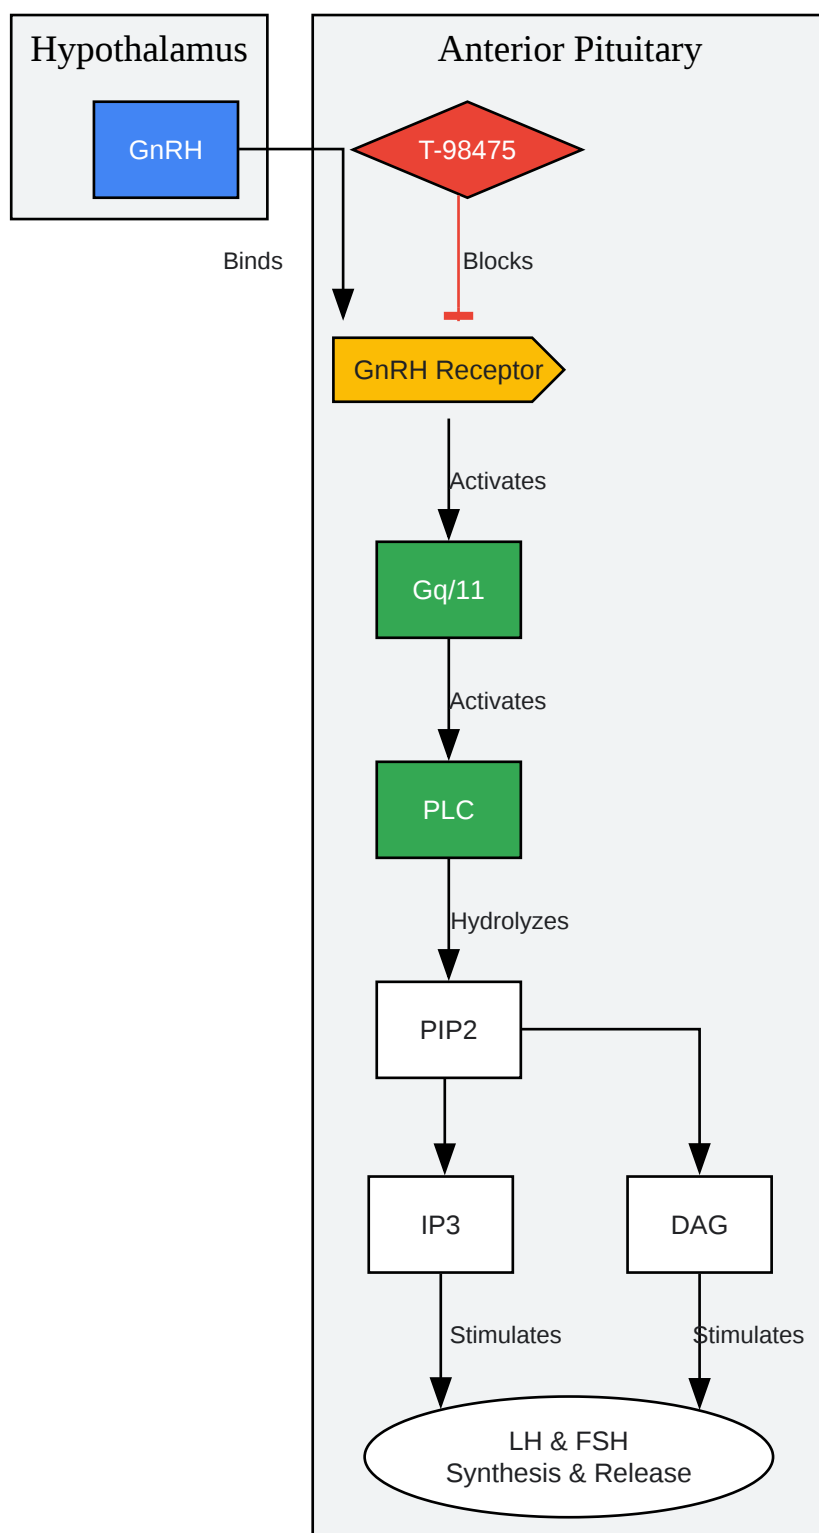 Hypothalamus
Anterior Pituitary
GnRH
T-98475
Binds
Blocks
GnRH Receptor
Activates
Gq/11
Activates
PLC
Hydrolyzes
PIP2
IP3
DAG
Stimulates
Stimulates
LH & FSH
Synthesis & Release